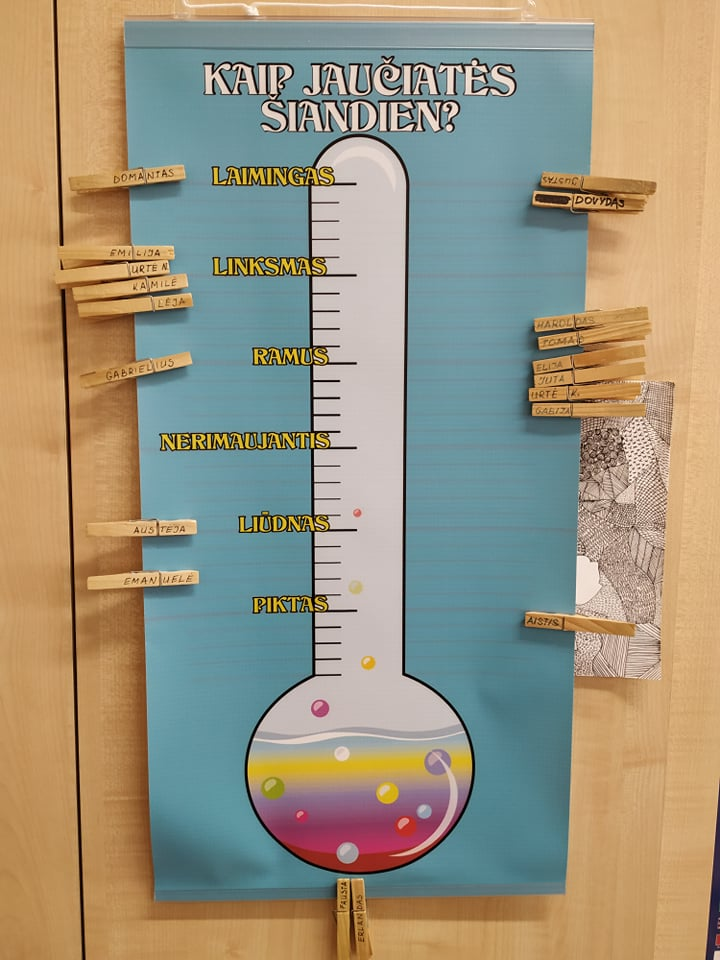 KAIP JAUČIATĖS
ŠIANDIEN?
LAIMINGAS
LINKSMAS
RAMUS
NERIMAUJANTIS
LIŪDNAS
PIKTAS
DOMANTAS
EMILIJA
URTĖ N
KAMILĖ
LĖJA
GABRIELIUS
AUSTĖJA
EMANUELĖ
JUSTAS
DOVYDAS
HAROLDAS
TOMAS
ELIJA
JUTA
URTĖ K.
GABIJA
AISTIS
FAUSTA
ERLANDAS